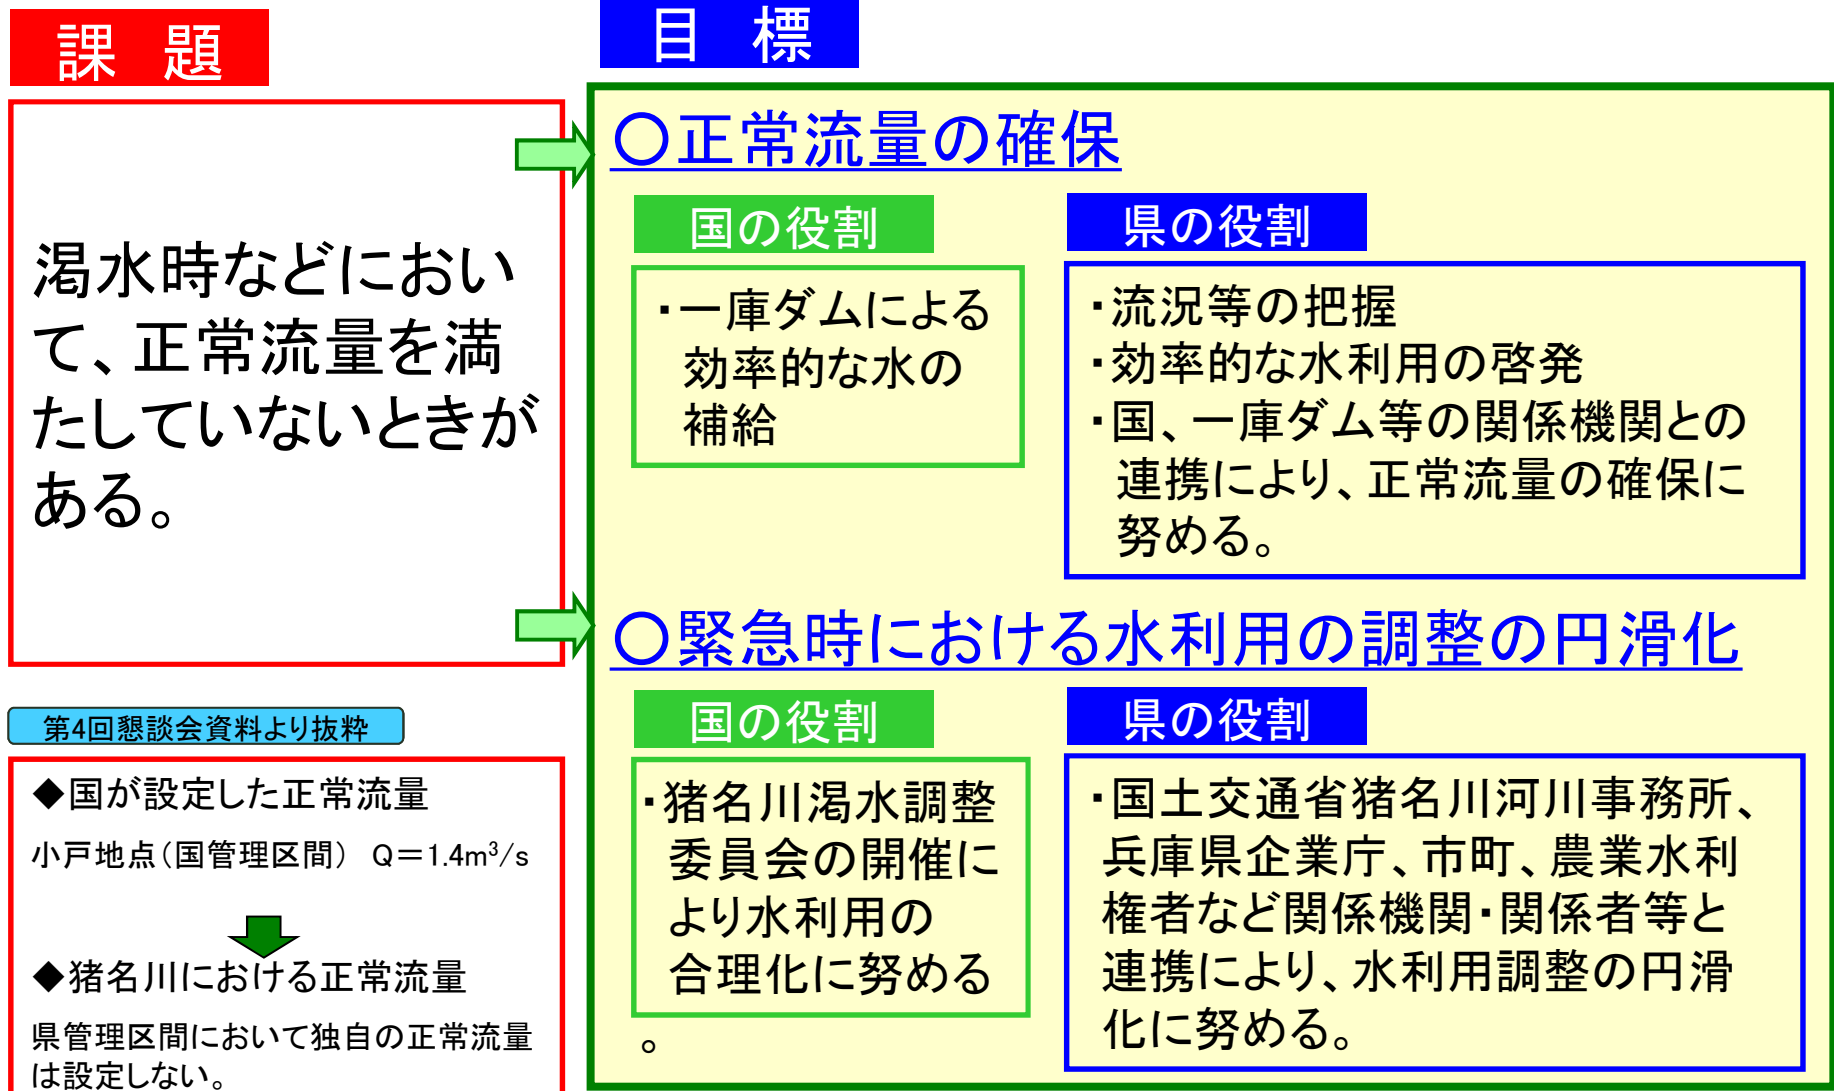 課　題
渇水時などにおい
て、正常流量を満
たしていないときが
ある。
第4回懇談会資料より抜粋
◆国が設定した正常流量
小戸地点（国管理区間）　Q＝1.4m³/s
◆猪名川における正常流量
県管理区間において独自の正常流量
は設定しない。
目　標
〇正常流量の確保
国の役割
・一庫ダムによる
効率的な水の
補給
県の役割
・流況等の把握
・効率的な水利用の啓発
・国、一庫ダム等の関係機関との
連携により、正常流量の確保に
努める。
〇緊急時における水利用の調整の円滑化
国の役割
・猪名川渇水調整
委員会の開催に
より水利用の
合理化に努める
。
県の役割
・国土交通省猪名川河川事務所、
兵庫県企業庁、市町、農業水利
権者など関係機関・関係者等と
連携により、水利用調整の円滑
化に努める。